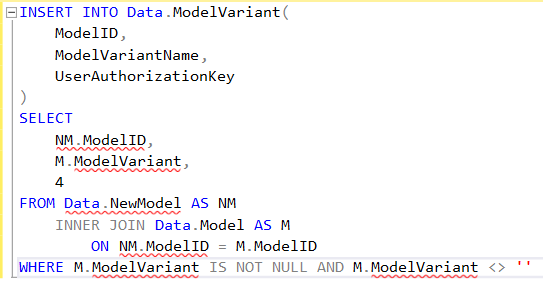 INSERT INTO Data.ModelVariant(
    ModelID,
    ModelVariantName,
    UserAuthorizationKey
)
SELECT
    NM.ModelID,
    M.ModelVariant,
    4
FROM Data.NewModel AS NM
    INNER JOIN Data.Model AS M
        ON NM.ModelID = M.ModelID
WHERE M.ModelVariant IS NOT NULL AND M.ModelVariant <> ''